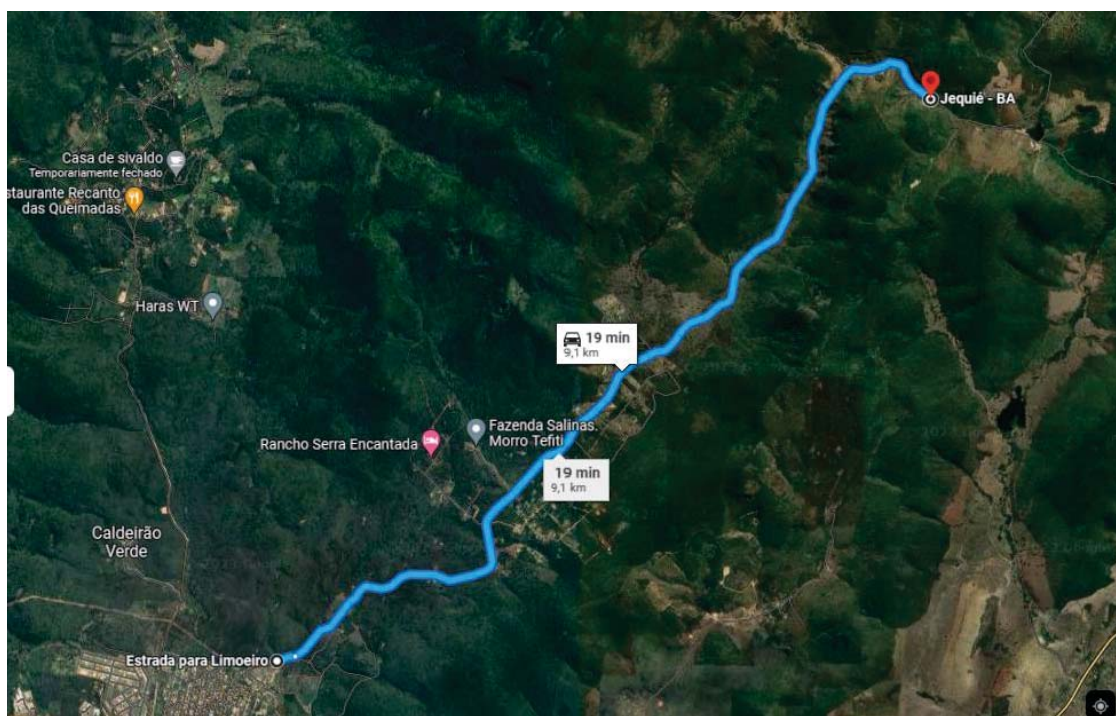 Jequié - BA
Casa de sivaldo
Temporariamente fechado
staurante Recanto
das Queimadas
Haras WT
19 min
9,1 km
Fazenda Salinas.
Morro Tefiti
Rancho Serra Encantada
19 min
9,1 km
Caldeirão
Verde
Estrada para Limoeiro